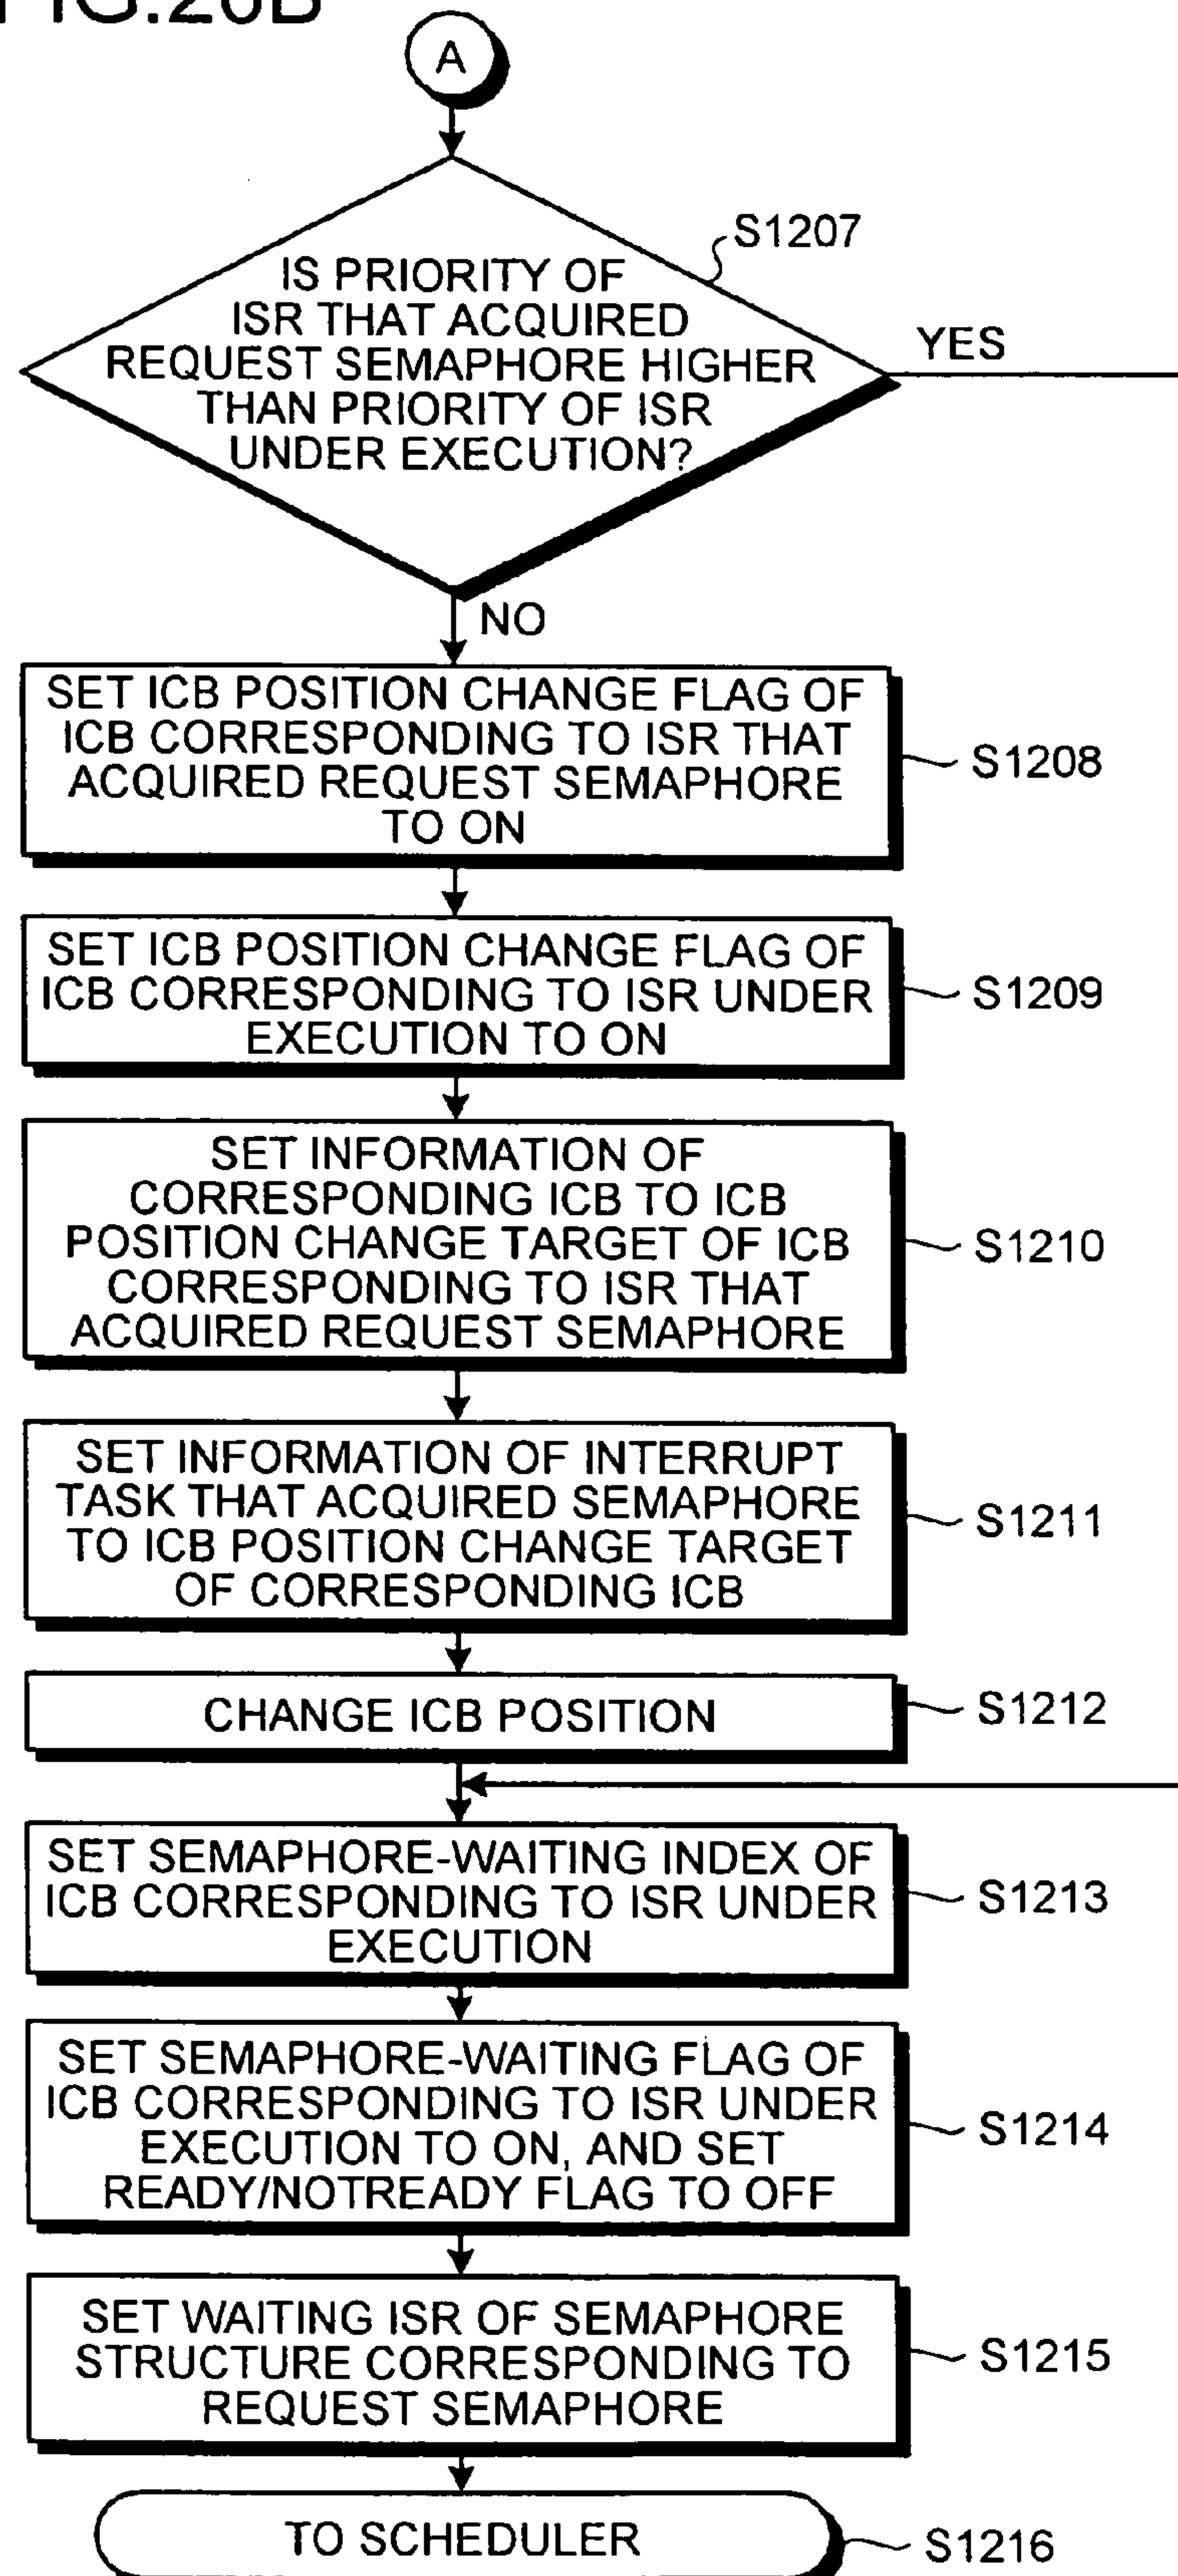 FIG.20B
A
S1207
IS PRIORITY OF
ISR THAT ACQUIRED
REQUEST SEMAPHORE HIGHER
THAN PRIORITY OF ISR
UNDER EXECUTION?
YES
NO
SET ICB POSITION CHANGE FLAG OF
ICB CORRESPONDING TO ISR THAT
ACQUIRED REQUEST SEMAPHORE
TO ON
S1208
SET ICB POSITION CHANGE FLAG OF
ICB CORRESPONDING TO ISR UNDER
EXECUTION TO ON
S1209
SET INFORMATION OF
CORRESPONDING ICB TO ICB
POSITION CHANGE TARGET OF ICB
CORRESPONDING TO ISR THAT
ACQUIRED REQUEST SEMAPHORE
S1210
SET INFORMATION OF INTERRUPT
TASK THAT ACQUIRED SEMAPHORE
TO ICB POSITION CHANGE TARGET
OF CORRESPONDING ICB
S1211
CHANGE ICB POSITION
S1212
SET SEMAPHORE-WAITING INDEX OF
ICB CORRESPONDING TO ISR UNDER
EXECUTION
S1213
SET SEMAPHORE-WAITING FLAG OF
ICB CORRESPONDING TO ISR UNDER
EXECUTION TO ON, AND SET
READY/NOTREADY FLAG TO OFF
S1214
SET WAITING ISR OF SEMAPHORE
STRUCTURE CORRESPONDING TO
REQUEST SEMAPHORE
S1215
TO SCHEDULER
S1216